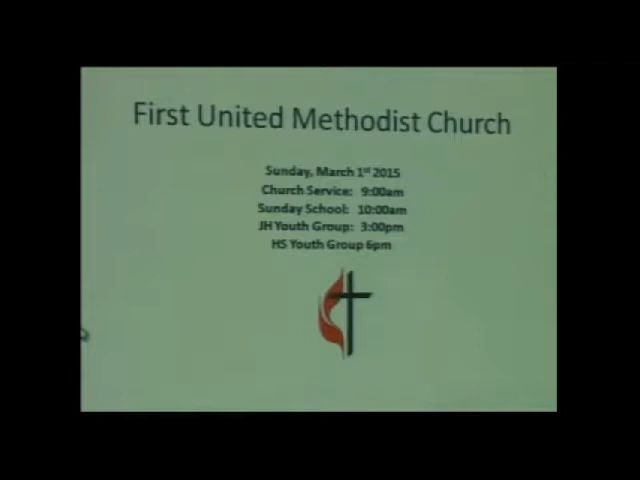 First United Methodist Church
Sunday, March 1st 2015
Church Service: 9:00am
Sunday School: 10:00am
JH Youth Group: 3:00pm
HS Youth Group 6pm